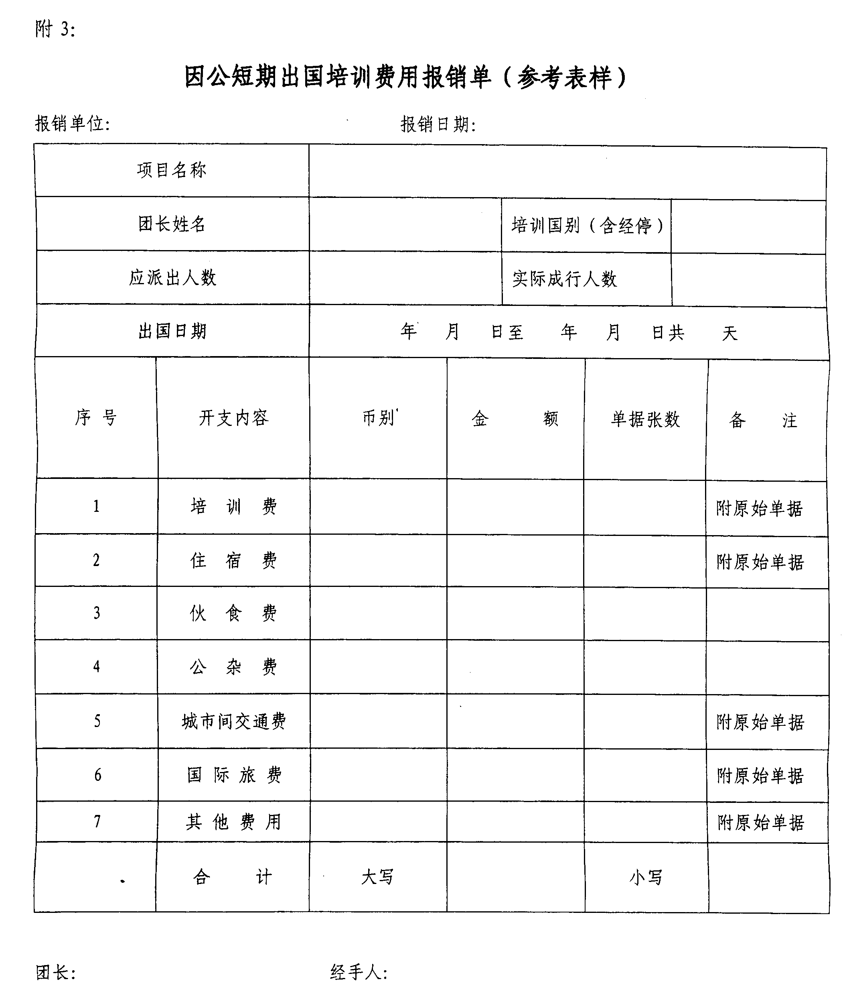 附 3:
因公短期出国培训费用报销单（参考表样）
报销单位: 报销日期:
项目名称
团长姓名 培训国别（含经停）
应派出人数 实际成行人数
出国日期 年 月 日至 年 月 日共 天
序号 开支内容 币别 金额 单据张数 备注
1 培训费 附原始单据
2 住宿费 附原始单据
3 伙食费
4 公杂费
5 城市间交通费 附原始单据
6 国际旅费 附原始单据
7 其他费用 附原始单据
合计 大写 小写
团长: 经手人: